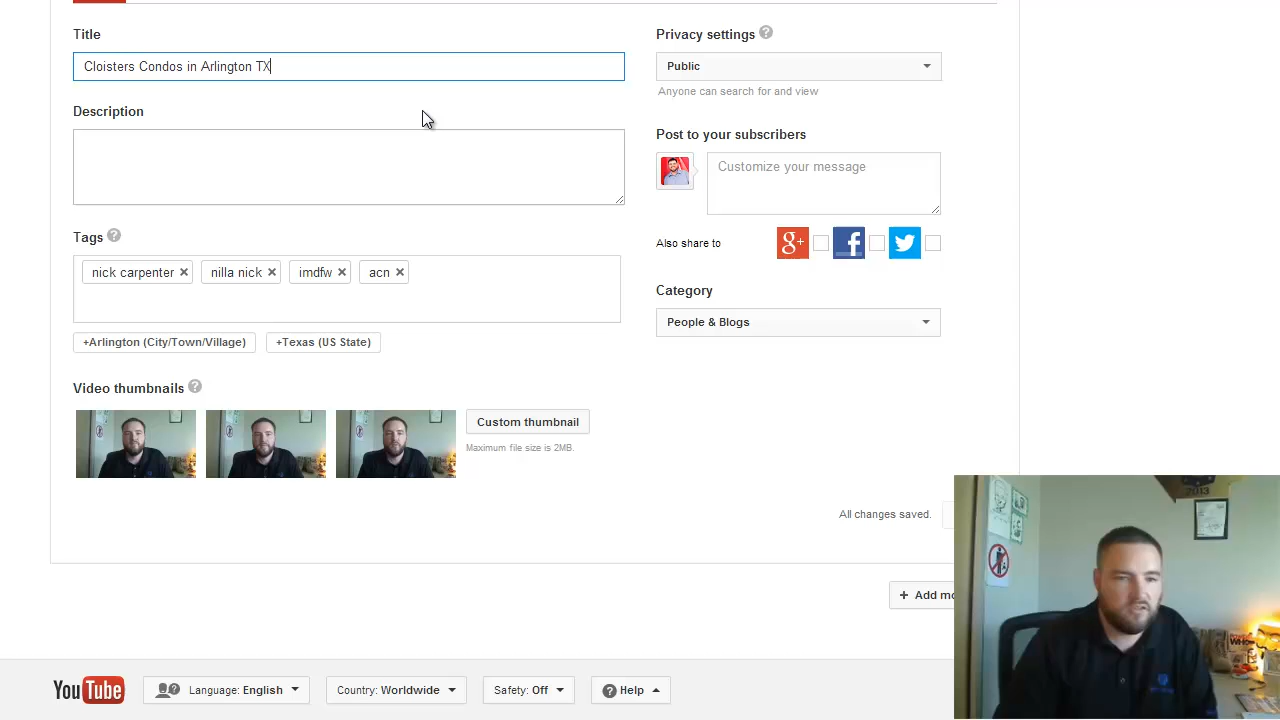 Title
Cloisters Condos in Arlington TX
Description
Tags
nick carpenter
nilla nick
imdfw
acn
+Arlington (City/Town/Village)
+Texas (US State)
Video thumbnails
Custom thumbnail
Maximum file size is 2MB.
Privacy settings
Public
Anyone can search for and view
Post to your subscribers
Customize your message
Also share to
Category
People & Blogs
All changes saved.
+ Add mo
2013
YouTube
Language: English
Country: Worldwide
Safety: Off
Help